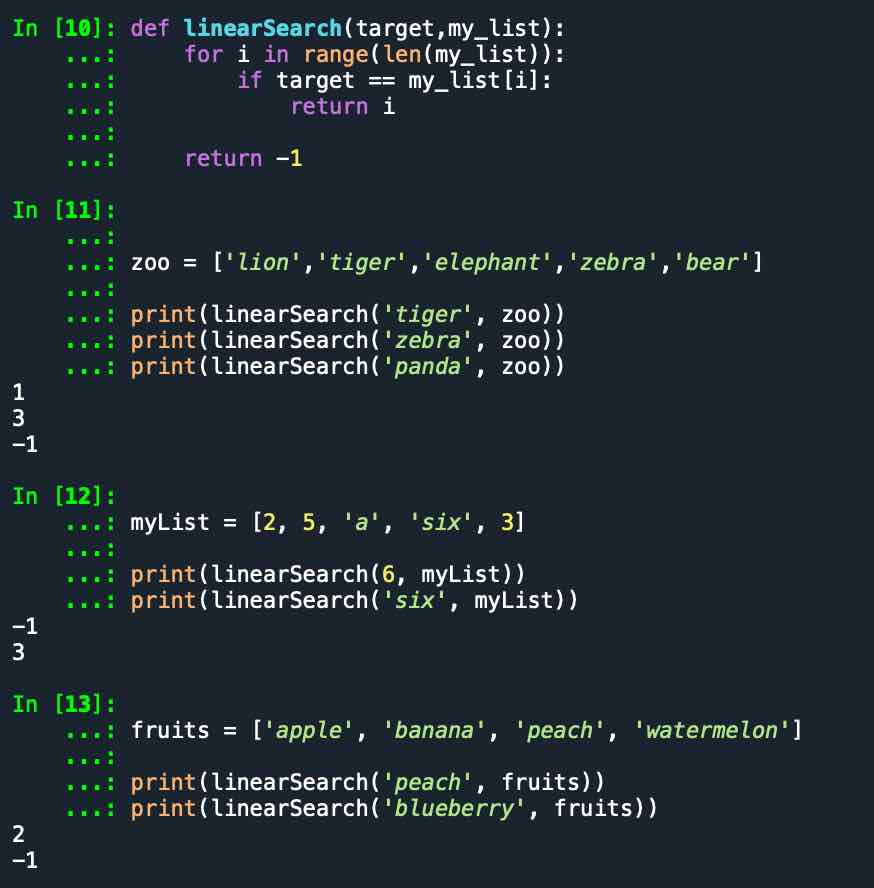 In [10]: def linearSearch(target,my_list):
    ...:     for i in range(len(my_list)):
    ...:         if target == my_list[i]:
    ...:             return i
    ...:
    ...:     return -1

In [11]:
    ...:
    ...: zoo = ['lion','tiger','elephant','zebra','bear']
    ...:
    ...: print(linearSearch('tiger', zoo))
    ...: print(linearSearch('zebra', zoo))
    ...: print(linearSearch('panda', zoo))
1
3
-1

In [12]:
    ...: myList = [2, 5, 'a', 'six', 3]
    ...:
    ...: print(linearSearch(6, myList))
    ...: print(linearSearch('six', myList))
-1
3

In [13]:
    ...: fruits = ['apple', 'banana', 'peach', 'watermelon']
    ...:
    ...: print(linearSearch('peach', fruits))
    ...: print(linearSearch('blueberry', fruits))
2
-1